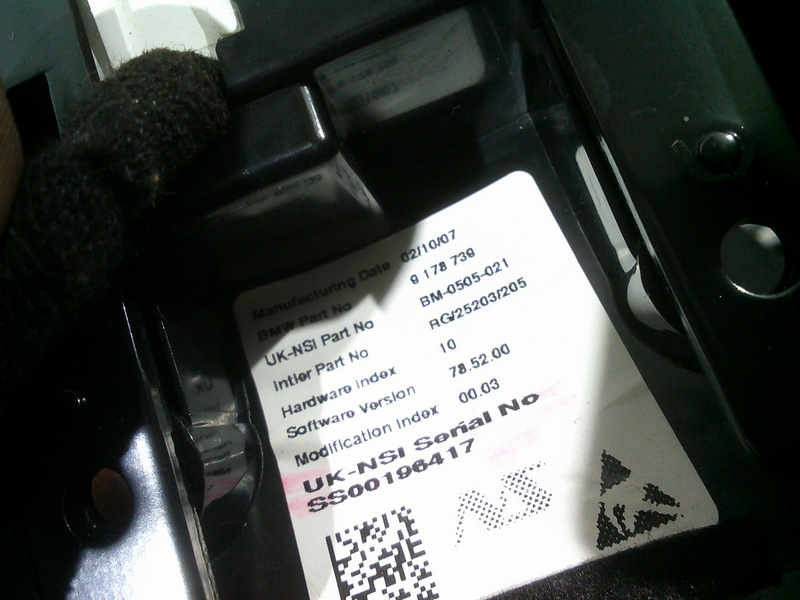 Manufacturing Date 02/10/07
BMW Part No 9 178 739
UK-NSI Part No BM-0505-021
Intier Part No RG/25203/205
Hardware Index 10
Software Version 78.52.00
Modification Index 00.03
UK-NSI Serial No
SS00196417
NS